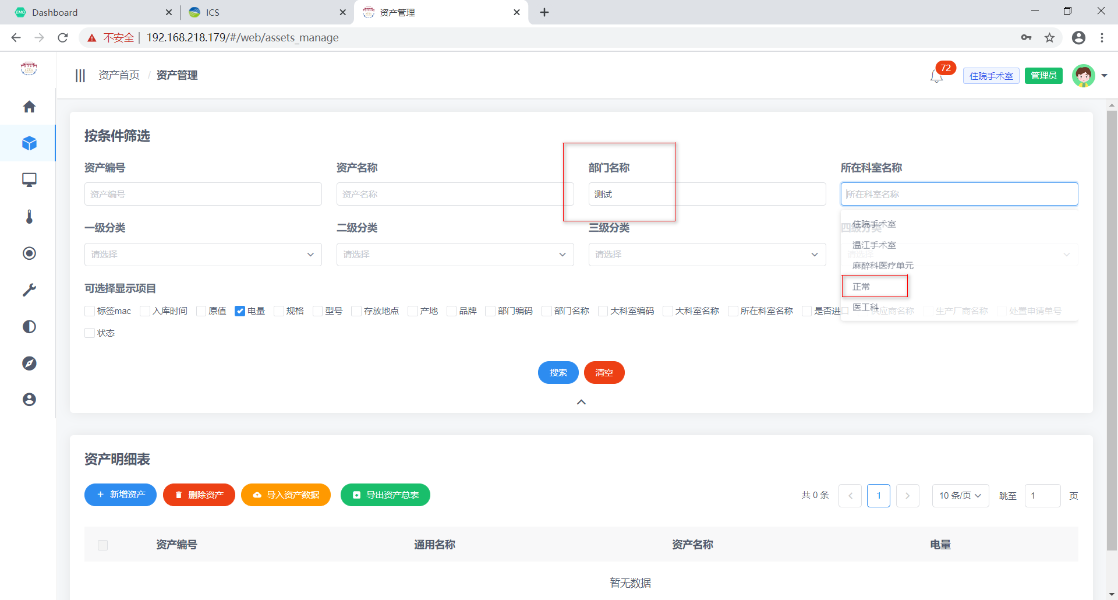 Dashboard
ICS
资产管理
不安全
192.168.218.179/#/web/assets_manage
资产首页 / 资产管理
72
住院手术室
管理员
按条件筛选
资产编号
资产名称
部门名称
所在科室名称
资产编号
资产名称
测试
所在科室名称
一级分类
二级分类
三级分类
请选择
请选择
请选择
住院手术室
温江手术室
麻醉科医疗单元
正常
医工科
可选择显示项目
标签mac 入库时间 原值 电量 规格 型号 存放地点 产地 品牌 部门编码 部门名称 大科室编码 大科室名称 所在科室名称 是否进口 供应商名称 生产厂商名称 处置申请单号
状态
搜索
清空
资产明细表
+ 新增资产
删除资产
导入资产数据
导出资产总表
共 0 条
1
10 条/页
跳至
1
页
资产编号
通用名称
资产名称
电量
暂无数据